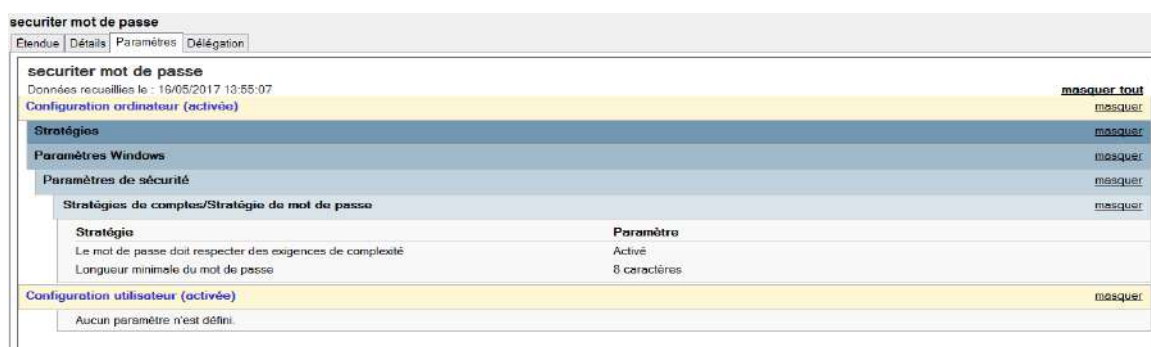 securiter mot de passe
Étendue Détails Paramètres Délégation
securiter mot de passe
Données recueillies le : 16/05/2017 13:55:07 masquer tout
Configuration ordinateur (activée) masquer
Stratégies masquer
Paramètres Windows masquer
Paramètres de sécurité masquer
Stratégies de comptes/Stratégie de mot de passe masquer
Stratégie Paramètre
Le mot de passe doit respecter des exigences de complexité Activé
Longueur minimale du mot de passe 8 caractères
Configuration utilisateur (activée) masquer
Aucun paramètre n'est défini.